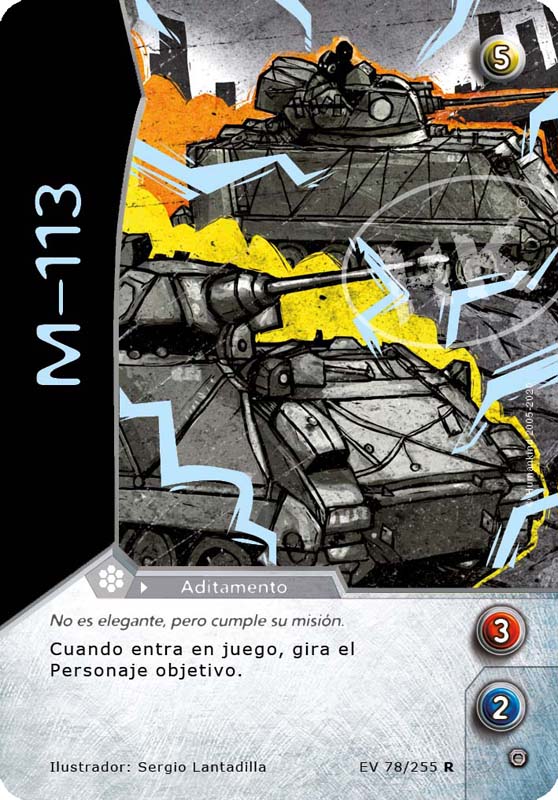 5
M-113
Aditamento
No es elegante, pero cumple su misión.
Cuando entra en juego, gira el
Personaje objetivo.
3
2
Ilustrador: Sergio Lantadilla
EV 78/255 R